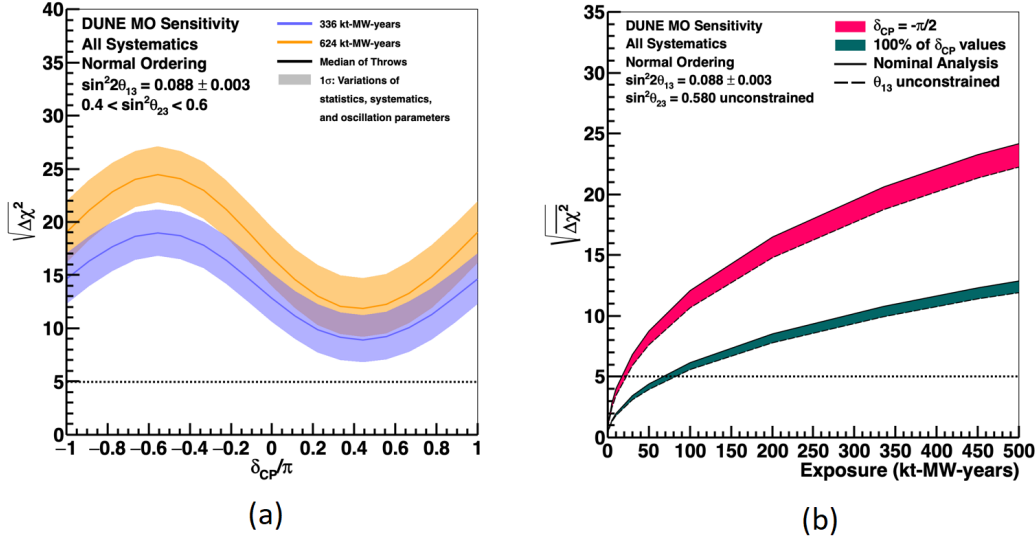 DUNE MO Sensitivity
All Systematics
Normal Ordering
sin²2θ₁₃ = 0.088 ± 0.003
0.4 < sin²θ₂₃ < 0.6
336 kt-MW-years
624 kt-MW-years
Median of Throws
1σ: Variations of
statistics, systematics,
and oscillation parameters
√Δχ²
40
35
30
25
20
15
10
5
0
−1 −0.8 −0.6 −0.4 −0.2 0 0.2 0.4 0.6 0.8 1
δCP/π
(a)
DUNE MO Sensitivity
All Systematics
Normal Ordering
sin²2θ₁₃ = 0.088 ± 0.003
sin²θ₂₃ = 0.580 unconstrained
δCP = -π/2
100% of δCP values
Nominal Analysis
θ₁₃ unconstrained
√Δχ²
35
30
25
20
15
10
5
0
0 50 100 150 200 250 300 350 400 450 500
Exposure (kt-MW-years)
(b)